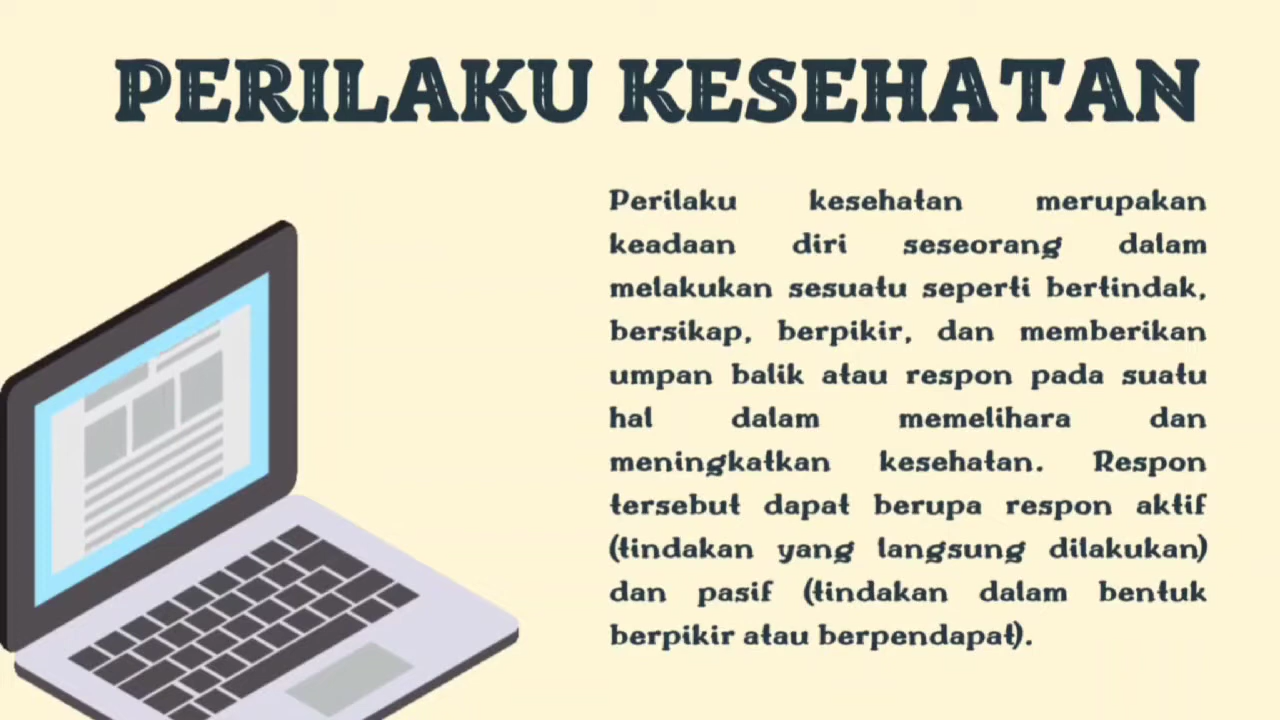 PERILAKU KESEHATAN
Perilaku kesehatan merupakan
keadaan diri seseorang dalam
melakukan sesuatu seperti bertindak,
bersikap, berpikir, dan memberikan
umpan balik atau respon pada suatu
hal dalam memelihara dan
meningkatkan kesehatan. Respon
tersebut dapat berupa respon aktif
(tindakan yang langsung dilakukan)
dan pasif (tindakan dalam bentuk
berpikir atau berpendapat).